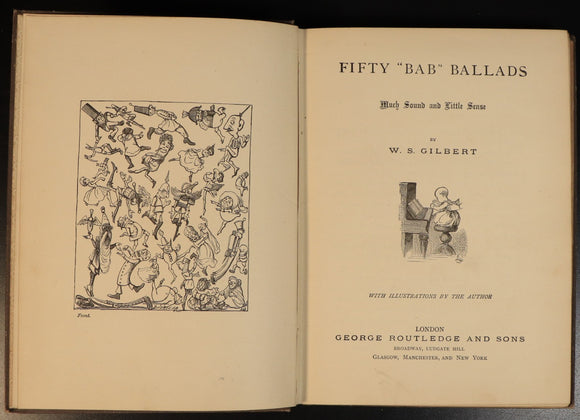 Front.
FIFTY "BAB" BALLADS
Much Sound and Little Sense
BY
W. S. GILBERT
WITH ILLUSTRATIONS BY THE AUTHOR
LONDON
GEORGE ROUTLEDGE AND SONS
BROADWAY, LUDGATE HILL
GLASGOW, MANCHESTER, AND NEW YORK